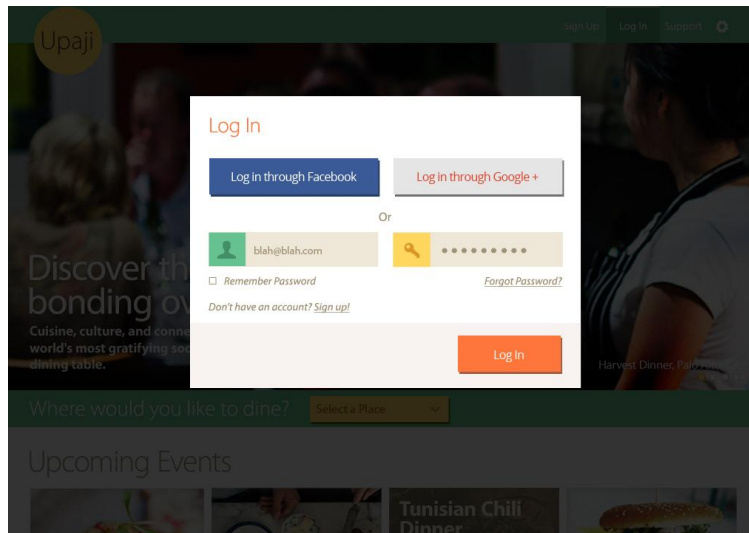 Upaji
Sign Up Log In Support
Log In
Log in through Facebook Log in through Google +
Or
blah@blah.com
Remember Password Forgot Password?
Don't have an account? Sign up!
Log In
Discover th
bonding ov
Cuisine, culture, and conne
world's most gratifying soc
dining table.
Harvest Dinner, Palo
Where would you like to dine? Select a Place
Upcoming Events
Tunisian Chili
Dinner